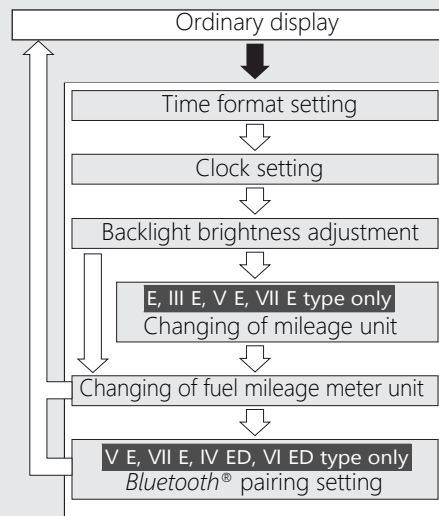 Ordinary display
Time format setting
Clock setting
Backlight brightness adjustment
E, III E, V E, VII E type only
Changing of mileage unit
Changing of fuel mileage meter unit
V E, VII E, IV ED, VI ED type only
Bluetooth® pairing setting